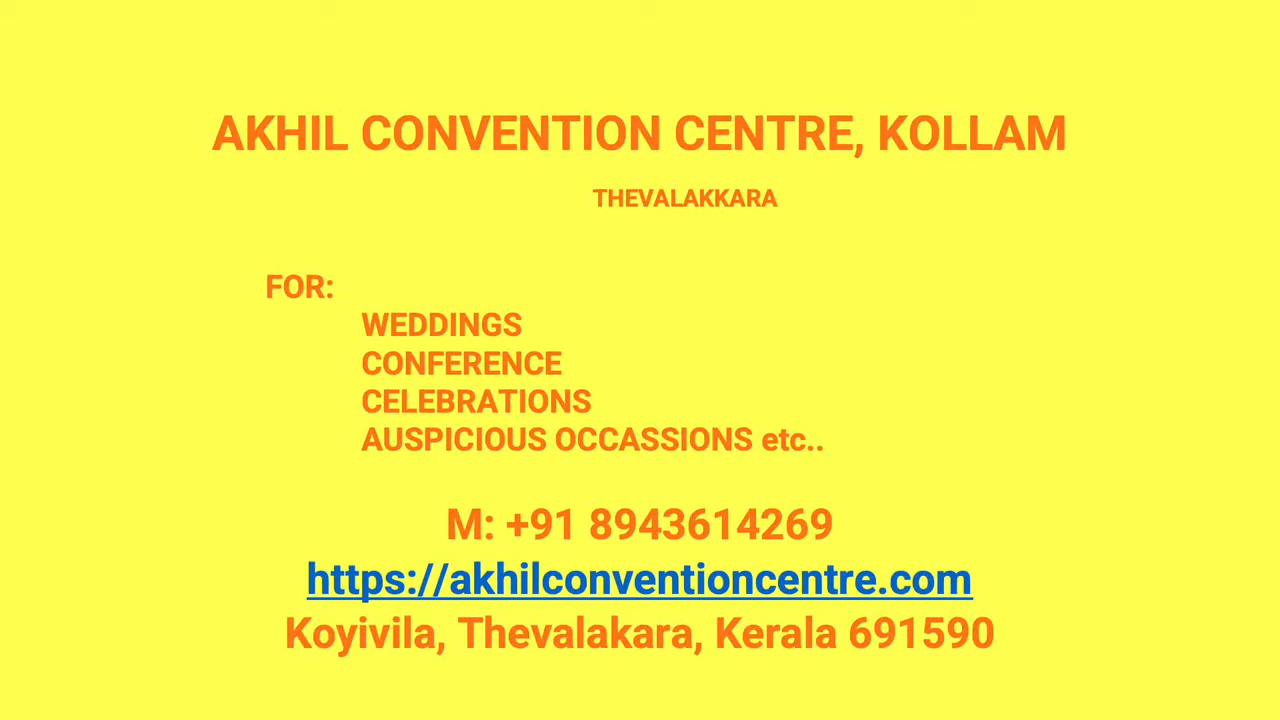 AKHIL CONVENTION CENTRE, KOLLAM
THEVALAKKARA
FOR:
WEDDINGS
CONFERENCE
CELEBRATIONS
AUSPICIOUS OCCASSIONS etc..
M: +91 8943614269
https://akhilconventioncentre.com
Koyivila, Thevalakara, Kerala 691590